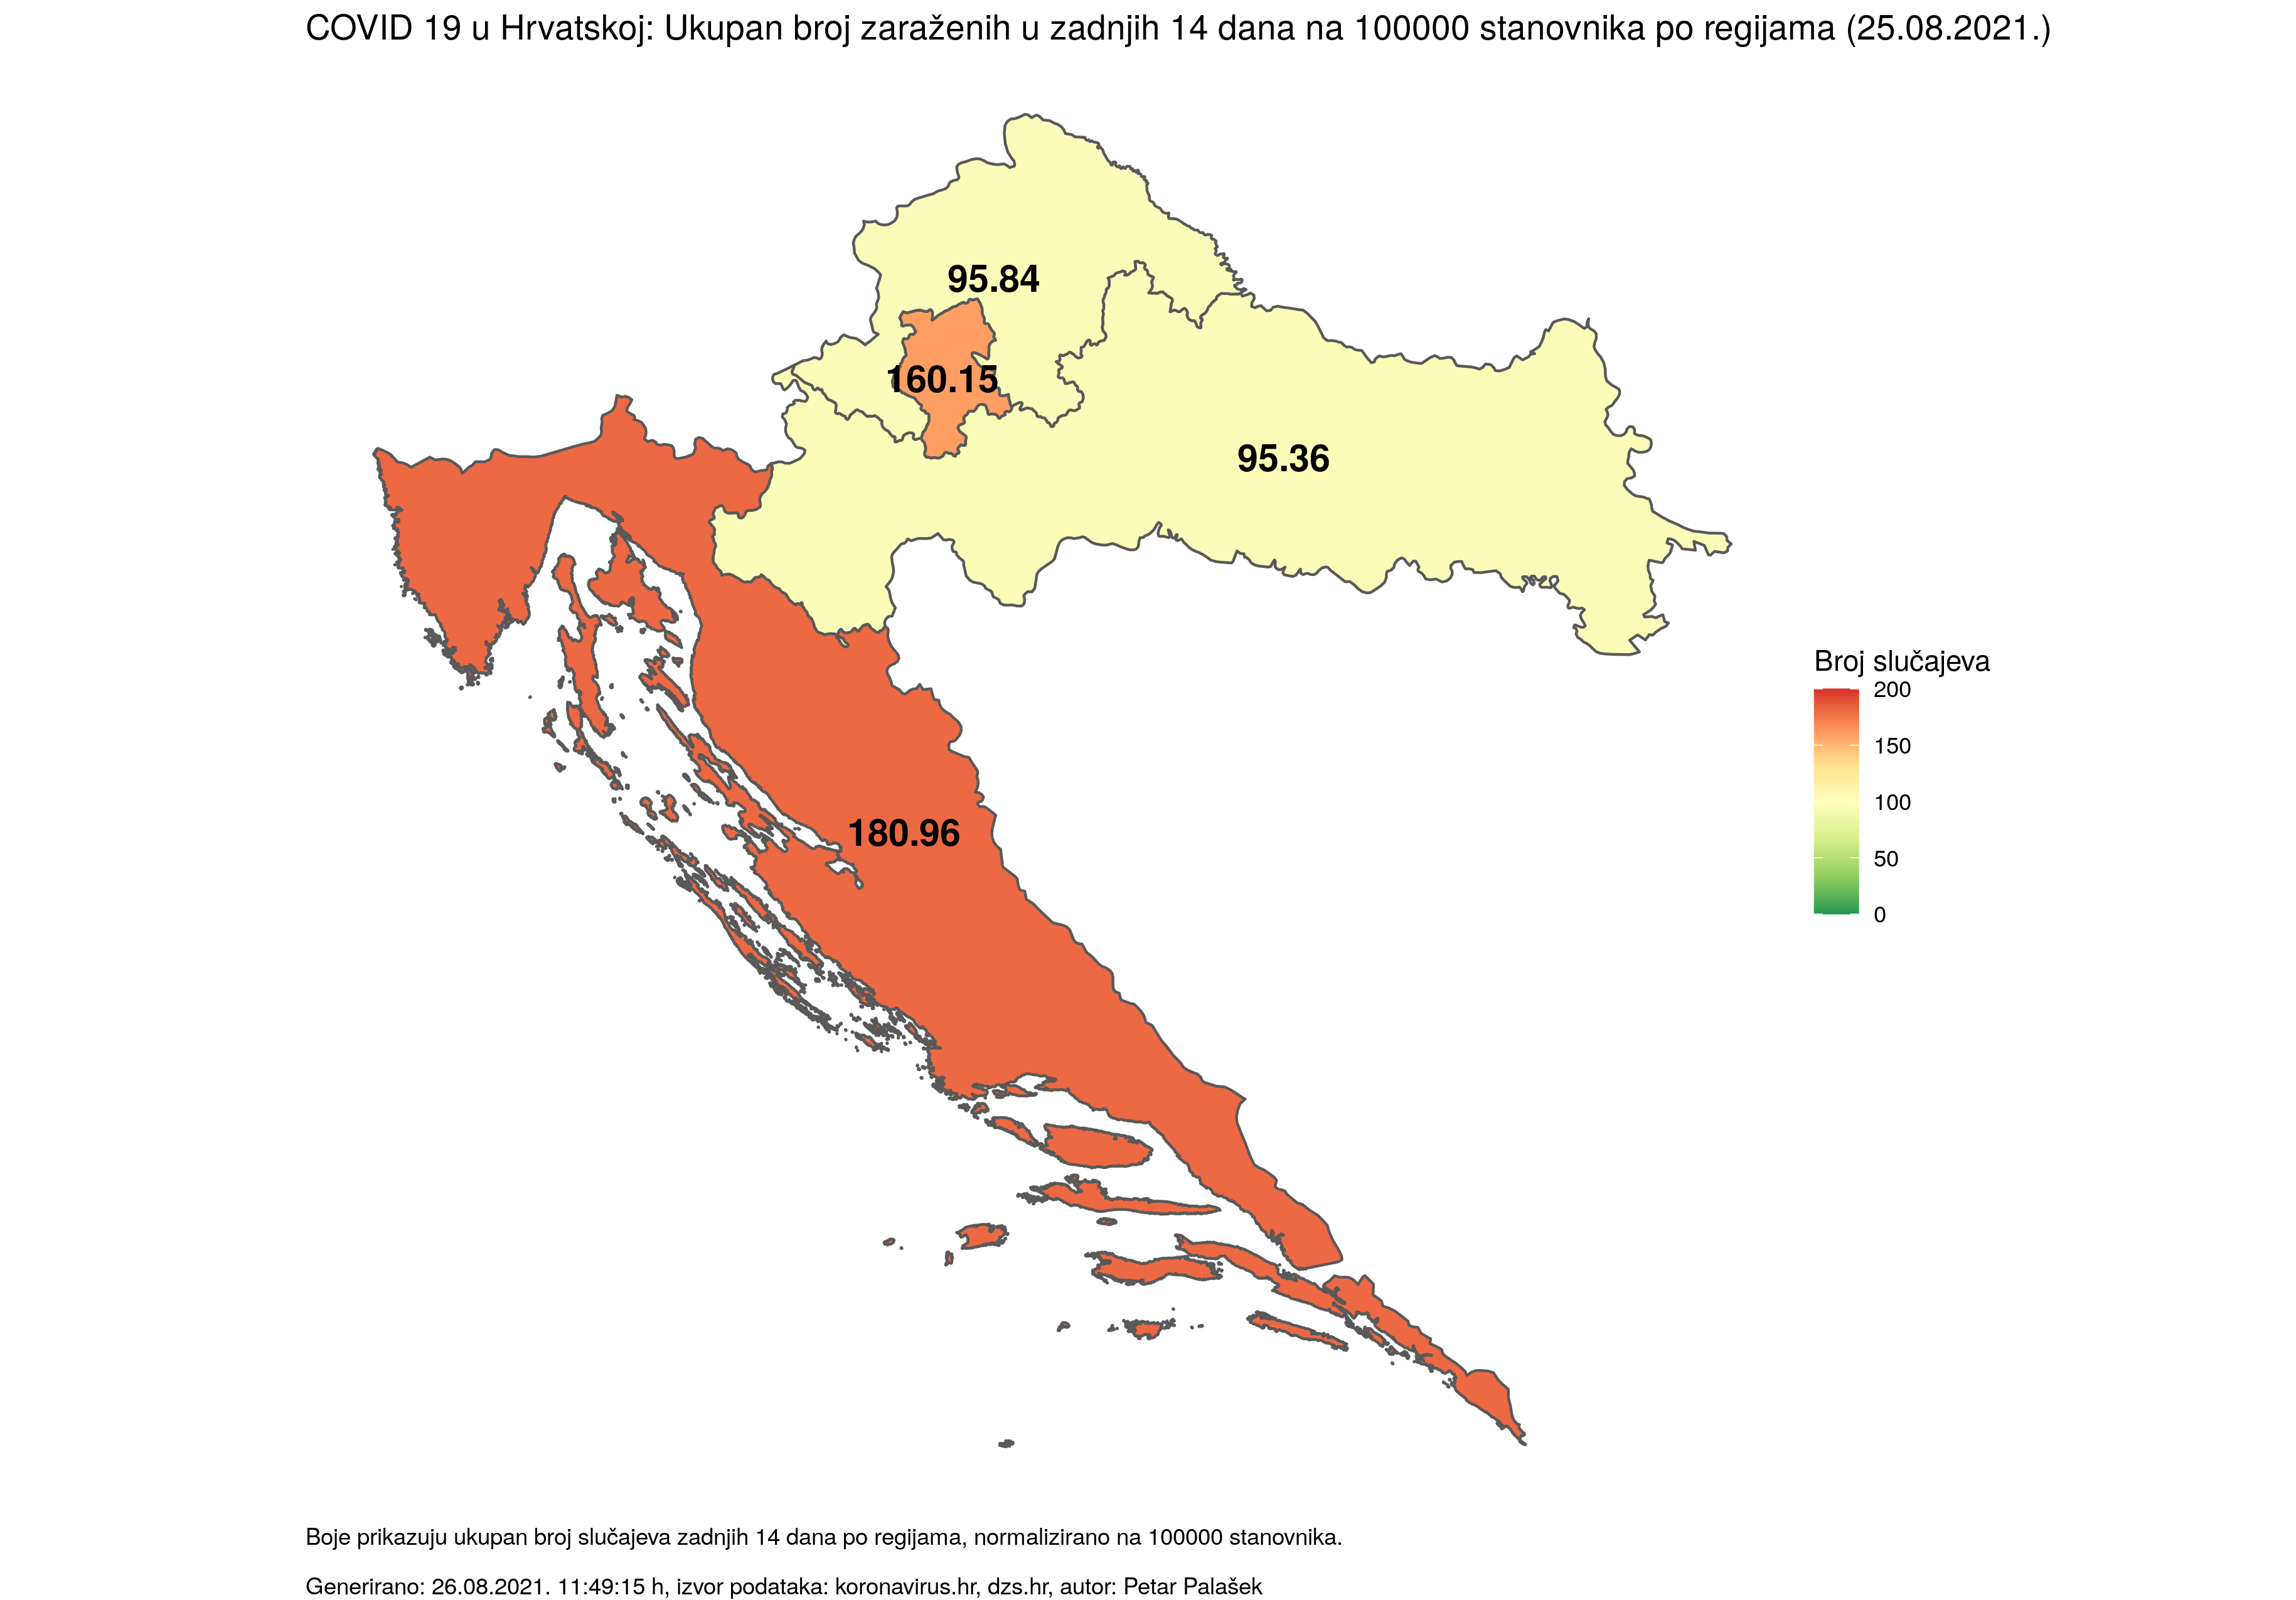 COVID 19 u Hrvatskoj: Ukupan broj zaraženih u zadnjih 14 dana na 100000 stanovnika po regijama (25.08.2021.)
95.84
160.15
95.36
180.96
Broj slučajeva
200
150
100
50
0
Boje prikazuju ukupan broj slučajeva zadnjih 14 dana po regijama, normalizirano na 100000 stanovnika.
Generirano: 26.08.2021. 11:49:15 h, izvor podataka: koronavirus.hr, dzs.hr, autor: Petar Palašek